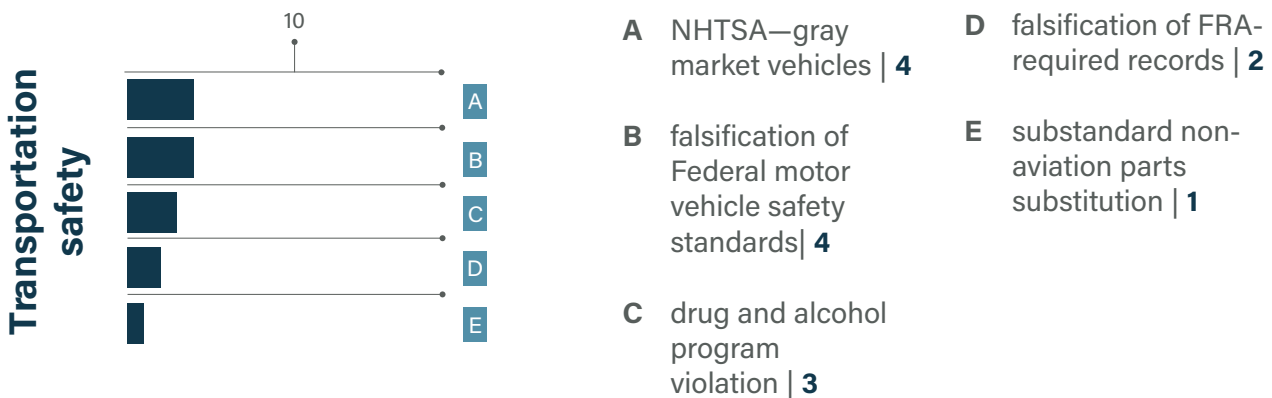 Transportation
safety
10
A
B
C
D
E
A NHTSA—gray
market vehicles | 4
B falsification of
Federal motor
vehicle safety
standards| 4
C drug and alcohol
program
violation | 3
D falsification of FRA-
required records | 2
E substandard non-
aviation parts
substitution | 1